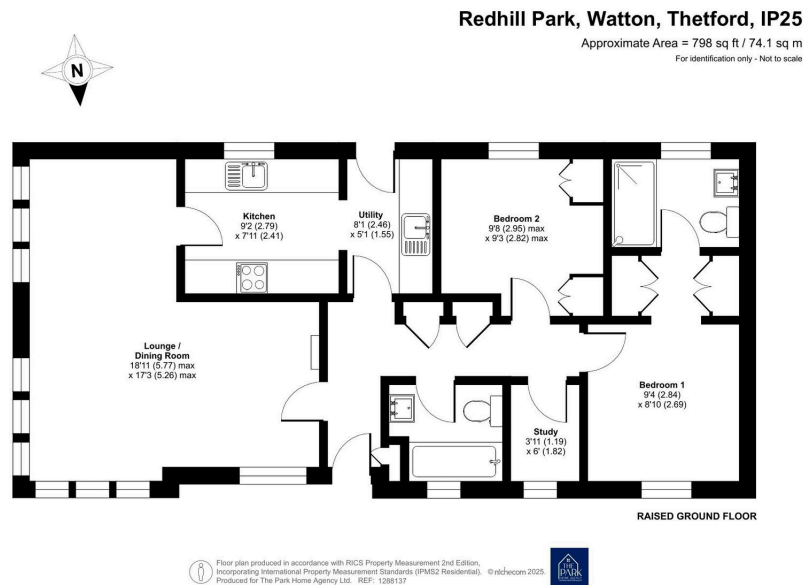 Redhill Park, Watton, Thetford, IP25
Approximate Area = 798 sq ft / 74.1 sq m
For identification only - Not to scale
N
Kitchen
9'2 (2.79)
x 7'11 (2.41)
Utility
8'1 (2.46)
x 5'1 (1.55)
Bedroom 2
9'8 (2.95) max
x 9'3 (2.82) max
Lounge /
Dining Room
18'11 (5.77) max
x 17'3 (5.26) max
Study
3'11 (1.19)
x 6' (1.82)
Bedroom 1
9'4 (2.84)
x 8'10 (2.69)
RAISED GROUND FLOOR
Floor plan produced in accordance with RICS Property Measurement 2nd Edition,
Incorporating International Property Measurement Standards (IPMS2 Residential). © nichecom 2025.
Produced for The Park Home Agency Ltd. REF: 1288137
THE
PARK
HOME AGENCY